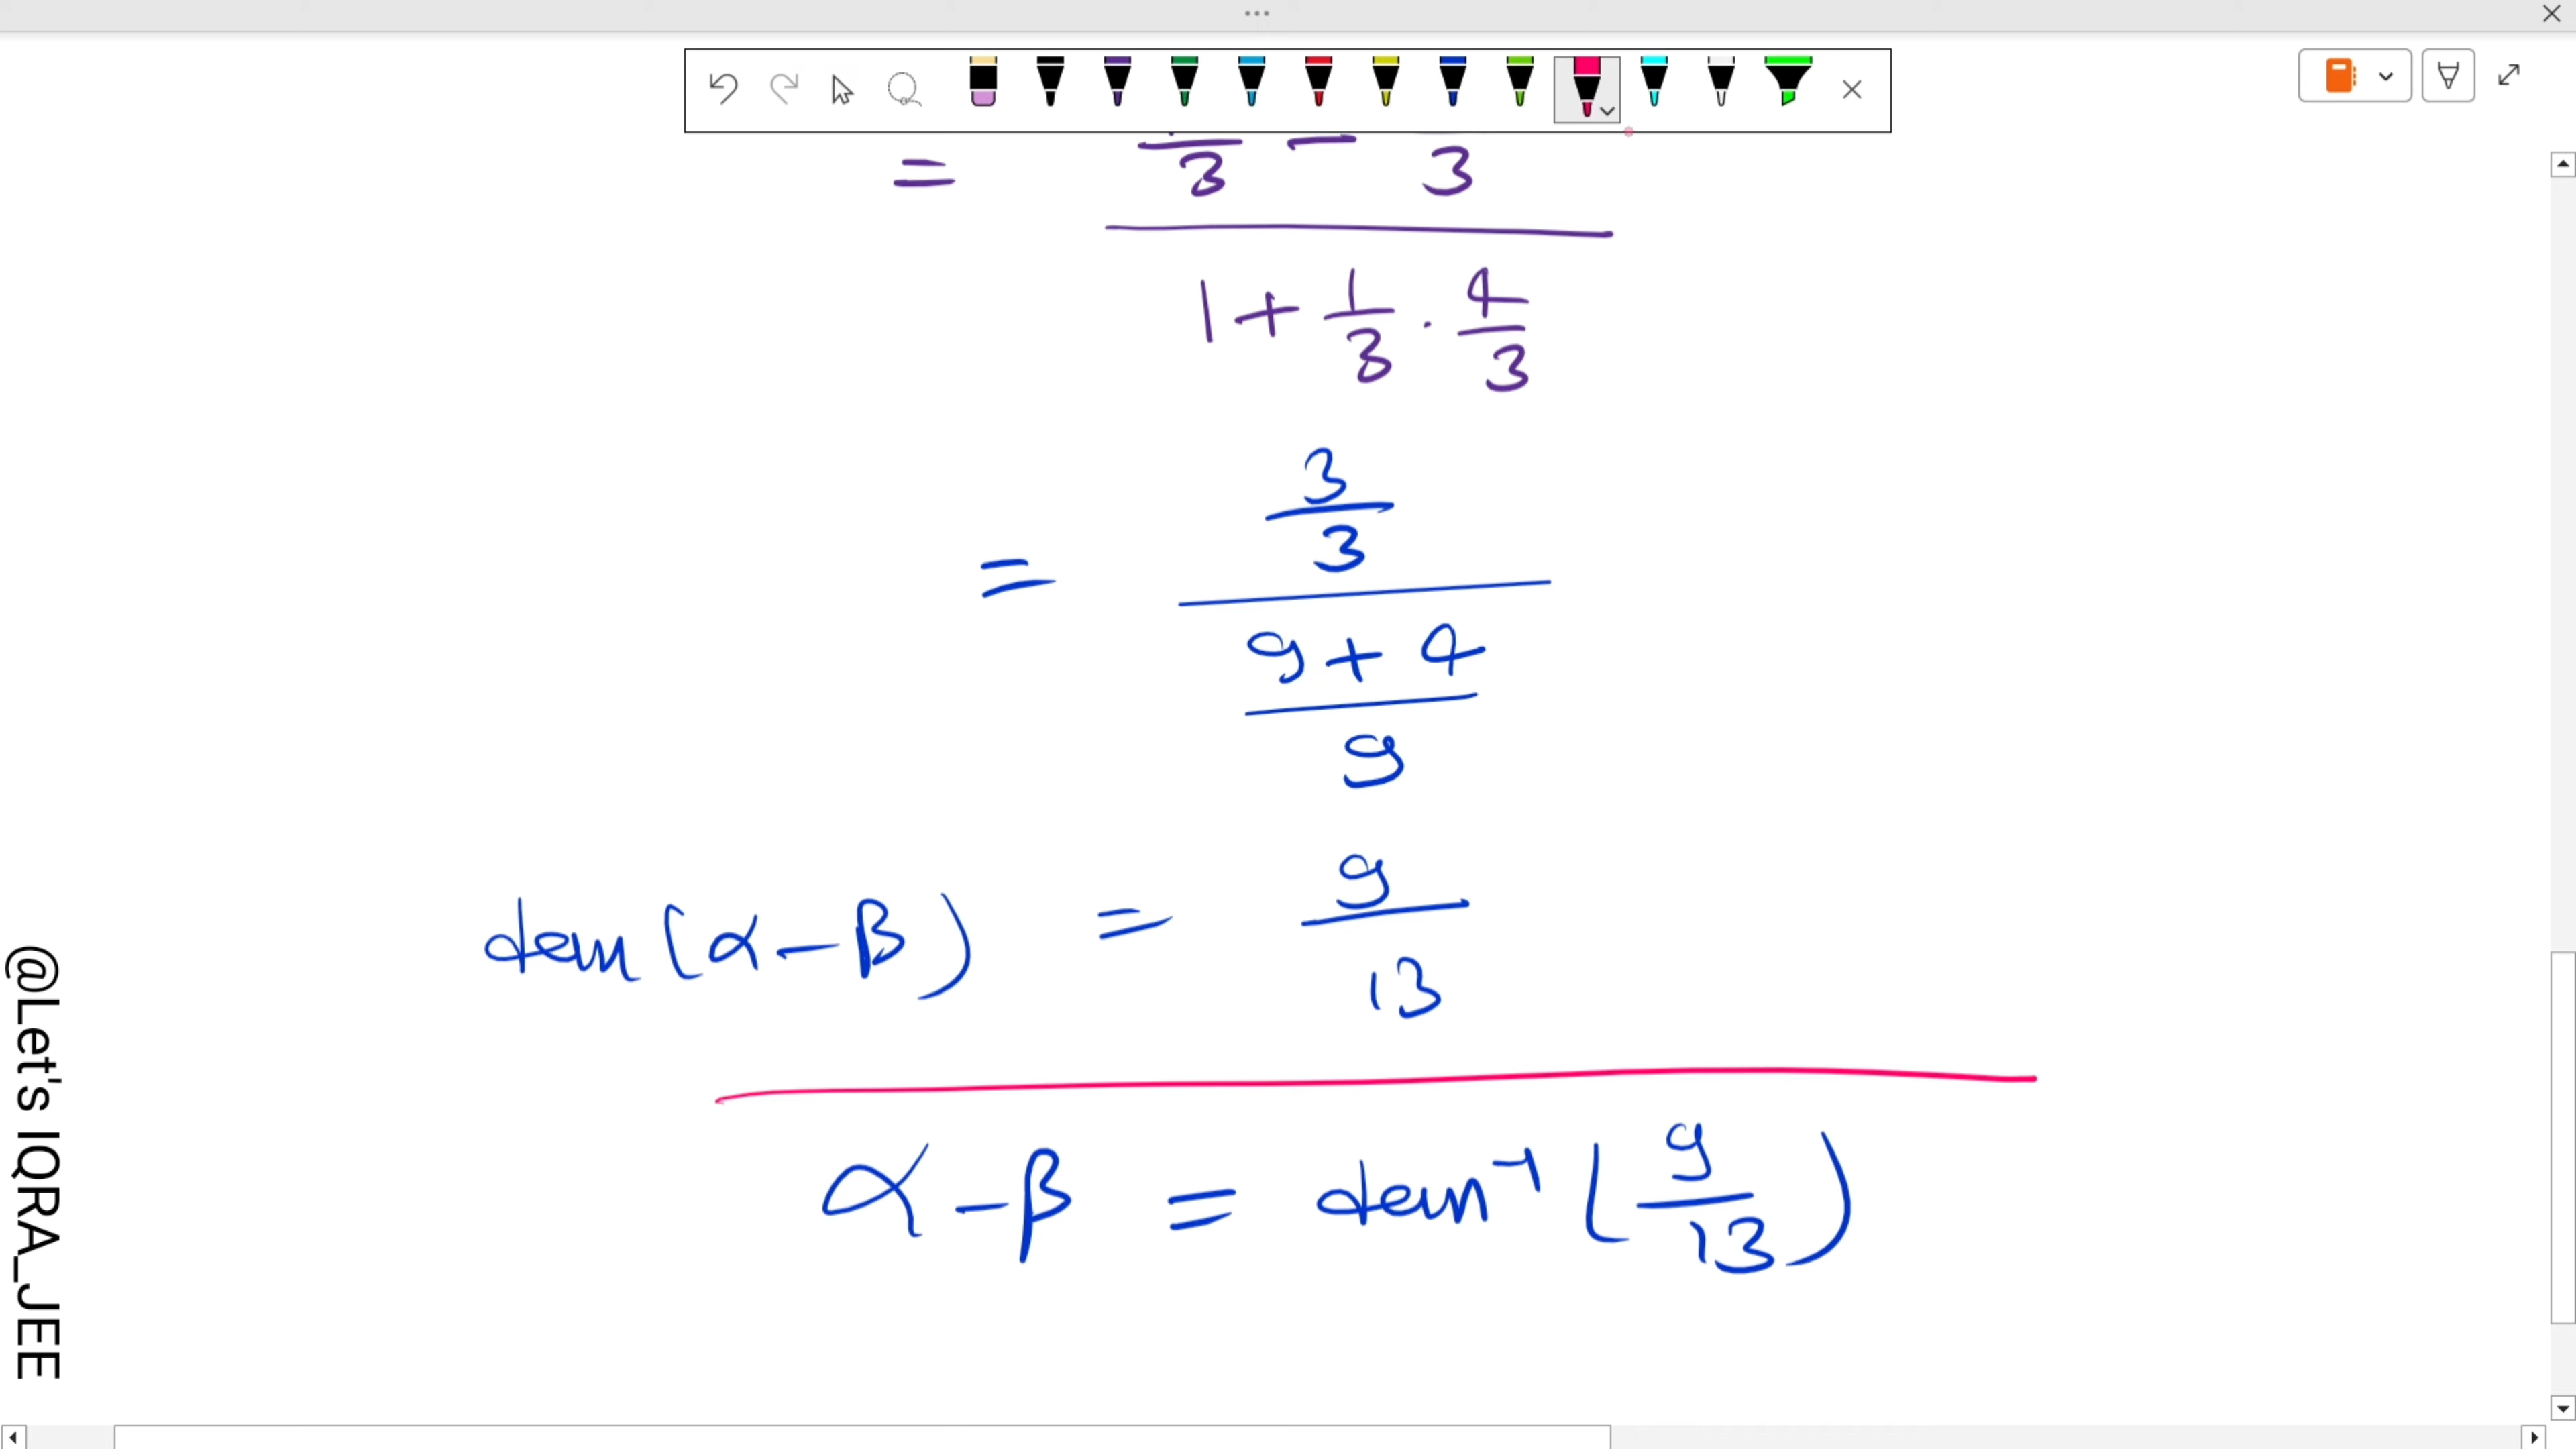 = /3 - 3
1 + 1/3 · 4/3
= 3/3
9 + 4
9
tan(α - β) = 9/13
α - β = tan⁻¹(9/13)
@Let's IQRA_JEE